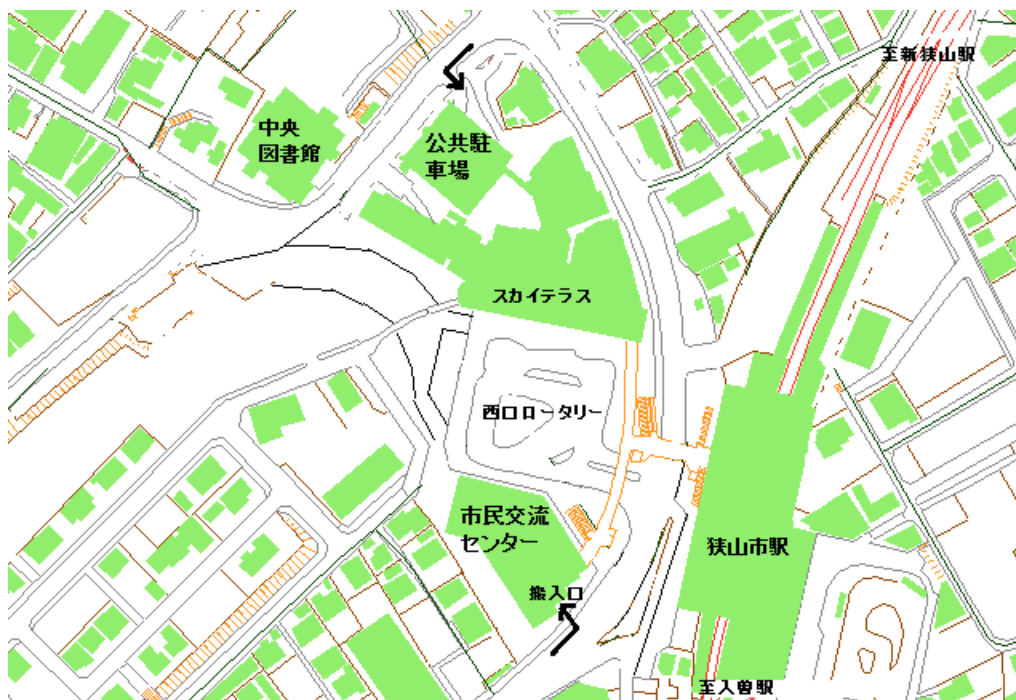 至新狭山駅
中央
図書館
公共駐
車場
スカイテラス
西口ロータリー
市民交流
センター
狭山市駅
搬入口
至入曽駅